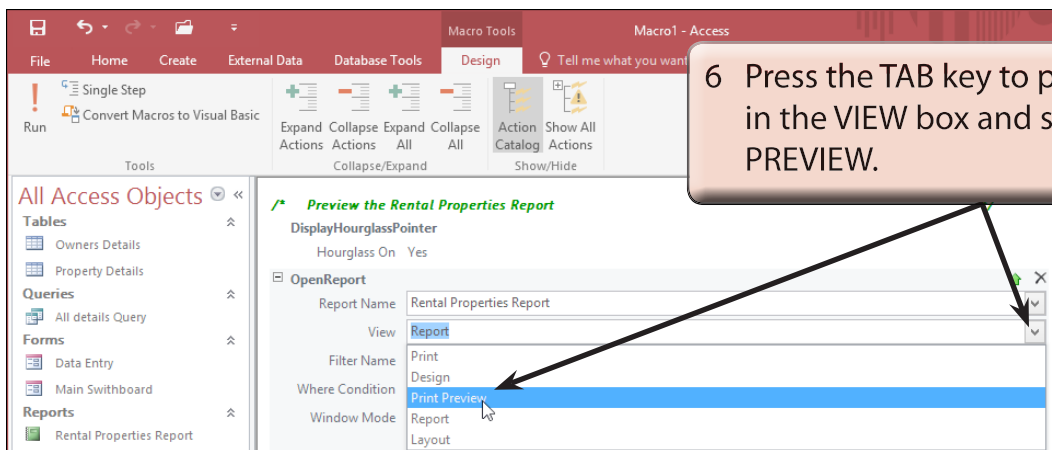 Macro Tools
Macro1 - Access
File Home Create External Data Database Tools Design Tell me what you want
Run
Single Step
Convert Macros to Visual Basic
Tools
Expand Actions
Collapse Actions
Expand All
Collapse All
Collapse/Expand
Action Catalog
Show All Actions
Show/Hide
6 Press the TAB key to
in the VIEW box and
PREVIEW.
All Access Objects
Tables
Owners Details
Property Details
Queries
All details Query
Forms
Data Entry
Main Swithboard
Reports
Rental Properties Report
/* Preview the Rental Properties Report
DisplayHourglassPointer
Hourglass On Yes
OpenReport
Report Name Rental Properties Report
View Report
Filter Name
Where Condition
Window Mode
Print
Design
Print Preview
Report
Layout